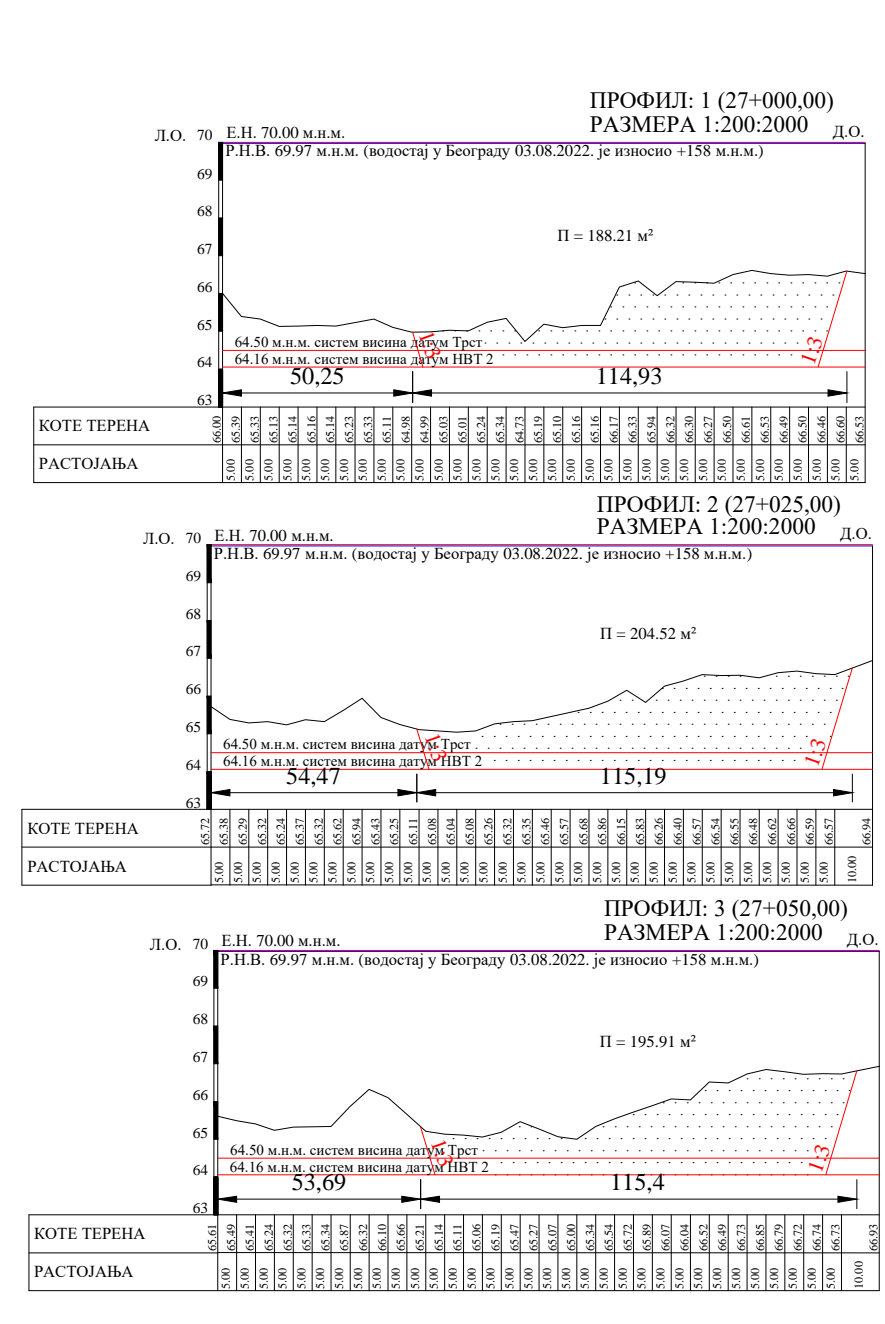 ПРОФИЛ: 1 (27+000,00)
РАЗМЕРА 1:200:2000
Л.О. 70 Е.Н. 70.00 м.н.м. Д.О.
Р.Н.В. 69.97 м.н.м. (водостај у Београду 03.08.2022. је износио +158 м.н.м.)
69
68
67
П = 188.21 м²
66
65
64.50 м.н.м. систем висина датум Трст
1:3 1:3
64.16 м.н.м. систем висина датум НВТ 2
64
50,25 114,93
63
КОТЕ ТЕРЕНА 66.00 65.39 65.33 65.13 65.14 65.16 65.14 65.23 65.33 65.11 64.98 64.99 65.03 65.01 65.24 65.34 64.73 65.19 65.10 65.16 65.16 66.17 66.33 65.94 66.32 66.30 66.27 66.50 66.61 66.53 66.49 66.50 66.46 66.60 66.53
РАСТОЈАЊА 5.00 5.00 5.00 5.00 5.00 5.00 5.00 5.00 5.00 5.00 5.00 5.00 5.00 5.00 5.00 5.00 5.00 5.00 5.00 5.00 5.00 5.00 5.00 5.00 5.00 5.00 5.00 5.00 5.00 5.00 5.00 5.00 5.00 5.00
ПРОФИЛ: 2 (27+025,00)
РАЗМЕРА 1:200:2000
Л.О. 70 Е.Н. 70.00 м.н.м. Д.О.
Р.Н.В. 69.97 м.н.м. (водостај у Београду 03.08.2022. је износио +158 м.н.м.)
69
68
67
П = 204.52 м²
66
65
64.50 м.н.м. систем висина датум Трст
1:3 1:3
64.16 м.н.м. систем висина датум НВТ 2
64
54,47 115,19
63
КОТЕ ТЕРЕНА 65.72 65.38 65.29 65.32 65.24 65.37 65.32 65.62 65.94 65.43 65.25 65.11 65.08 65.04 65.08 65.26 65.32 65.35 65.46 65.57 65.68 65.86 66.15 65.83 66.26 66.40 66.57 66.54 66.55 66.48 66.62 66.66 66.59 66.57 66.94
РАСТОЈАЊА 5.00 5.00 5.00 5.00 5.00 5.00 5.00 5.00 5.00 5.00 5.00 5.00 5.00 5.00 5.00 5.00 5.00 5.00 5.00 5.00 5.00 5.00 5.00 5.00 5.00 5.00 5.00 5.00 5.00 5.00 5.00 5.00 5.00 10.00
ПРОФИЛ: 3 (27+050,00)
РАЗМЕРА 1:200:2000
Л.О. 70 Е.Н. 70.00 м.н.м. Д.О.
Р.Н.В. 69.97 м.н.м. (водостај у Београду 03.08.2022. је износио +158 м.н.м.)
69
68
67
П = 195.91 м²
66
65
64.50 м.н.м. систем висина датум Трст
1:3 1:3
64.16 м.н.м. систем висина датум НВТ 2
64
53,69 115,4
63
КОТЕ ТЕРЕНА 65.61 65.49 65.41 65.24 65.32 65.33 65.34 65.87 66.32 66.10 65.66 65.21 65.14 65.11 65.06 65.19 65.47 65.27 65.07 65.00 65.34 65.54 65.72 65.89 66.07 66.04 66.52 66.49 66.73 66.85 66.79 66.72 66.74 66.73 66.93
РАСТОЈАЊА 5.00 5.00 5.00 5.00 5.00 5.00 5.00 5.00 5.00 5.00 5.00 5.00 5.00 5.00 5.00 5.00 5.00 5.00 5.00 5.00 5.00 5.00 5.00 5.00 5.00 5.00 5.00 5.00 5.00 5.00 5.00 5.00 5.00 10.00